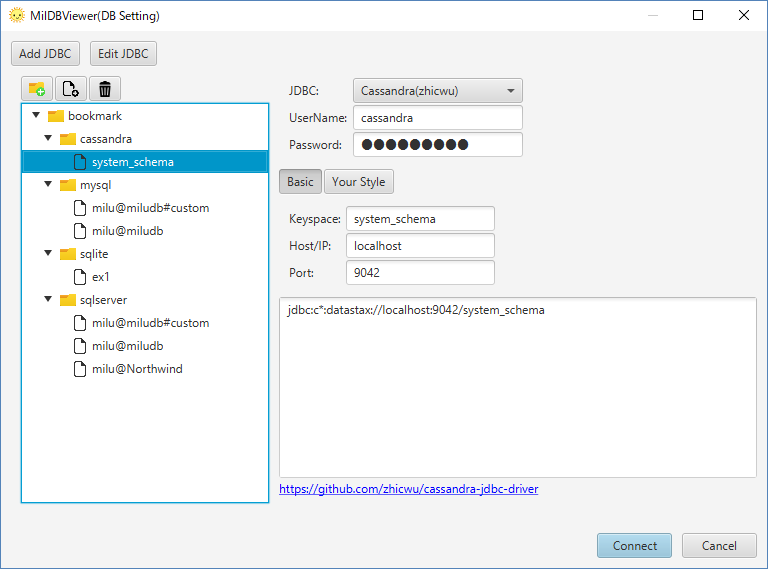 MilDBViewer(DB Setting)
Add JDBC
Edit JDBC
bookmark
cassandra
system_schema
mysql
milu@miludb#custom
milu@miludb
sqlite
ex1
sqlserver
milu@miludb#custom
milu@miludb
milu@Northwind
JDBC: Cassandra(zhicwu)
UserName: cassandra
Password: ●●●●●●●●●
Basic
Your Style
Keyspace: system_schema
Host/IP: localhost
Port: 9042
jdbc:c*:datastax://localhost:9042/system_schema
https://github.com/zhicwu/cassandra-jdbc-driver
Connect
Cancel